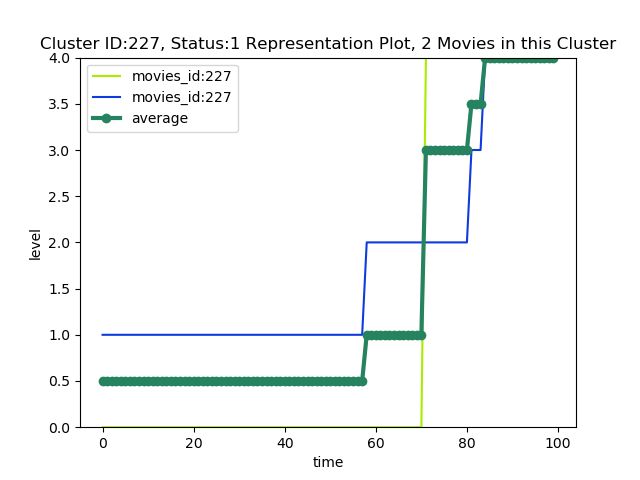 Cluster ID:227, Status:1 Representation Plot, 2 Movies in this Cluster
4.0
3.5
3.0
2.5
2.0
1.5
1.0
0.5
0.0
level
movies_id:227
movies_id:227
average
0 20 40 60 80 100
time